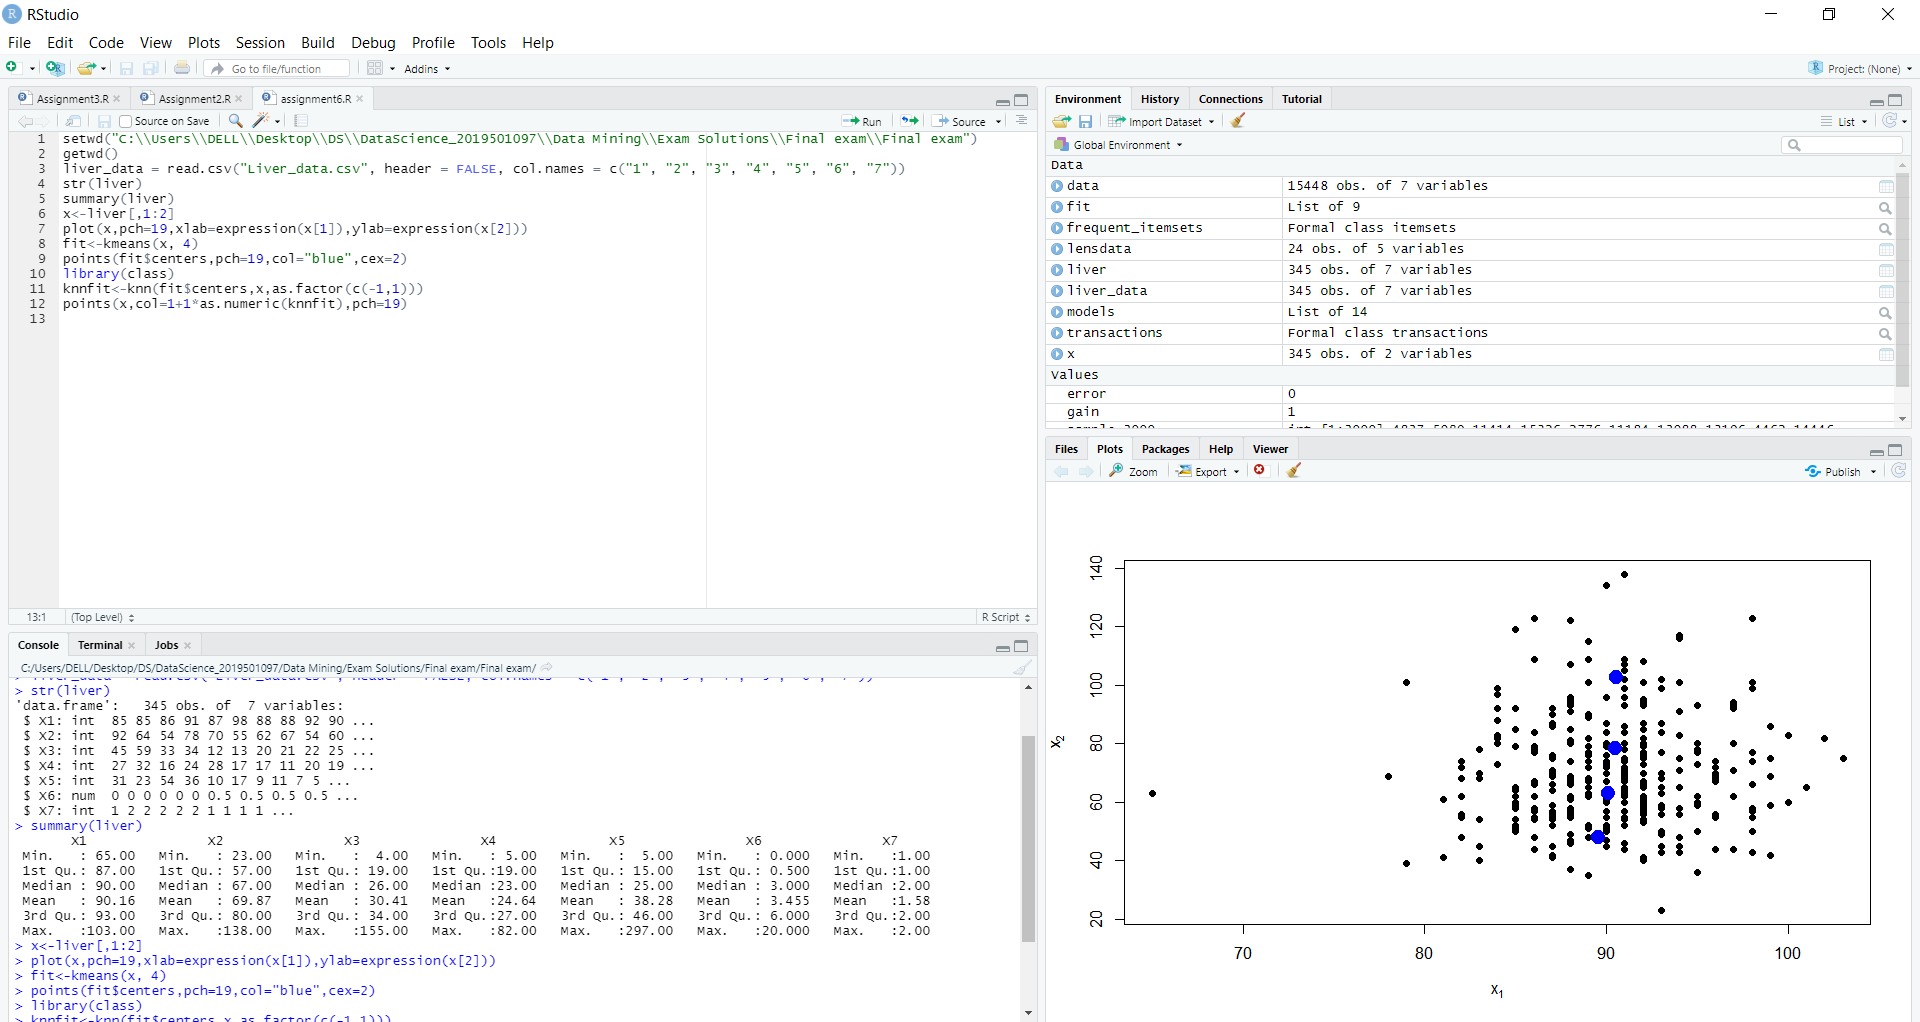 RStudio
File Edit Code View Plots Session Build Debug Profile Tools Help
Go to file/function Addins Project: (None)
Assignment3.R Assignment2.R assignment6.R
Source on Save Run Source
1 setwd("C:\\Users\\DELL\\Desktop\\DS\\DataScience_2019501097\\Data Mining\\Exam Solutions\\Final exam\\Final exam")
2 getwd()
3 liver_data = read.csv("Liver_data.csv", header = FALSE, col.names = c("1", "2", "3", "4", "5", "6", "7"))
4 str(liver)
5 summary(liver)
6 x<-liver[,1:2]
7 plot(x,pch=19,xlab=expression(x[1]),ylab=expression(x[2]))
8 fit<-kmeans(x, 4)
9 points(fit$centers,pch=19,col="blue",cex=2)
10 library(class)
11 knnfit<-knn(fit$centers,x,as.factor(c(-1,1)))
12 points(x,col=1+1*as.numeric(knnfit),pch=19)
13
13:1 (Top Level) R Script
Console Terminal Jobs
C:/Users/DELL/Desktop/DS/DataScience_2019501097/Data Mining/Exam Solutions/Final exam/Final exam/
> str(liver)
'data.frame': 345 obs. of 7 variables:
$ X1: int 85 85 86 91 87 98 88 88 92 90 ...
$ X2: int 92 64 54 78 70 55 62 67 54 60 ...
$ X3: int 45 59 33 34 12 13 20 21 22 25 ...
$ X4: int 27 32 16 24 28 17 17 11 20 19 ...
$ X5: int 31 23 54 36 10 17 9 11 7 5 ...
$ X6: num 0 0 0 0 0 0 0.5 0.5 0.5 0.5 ...
$ X7: int 1 2 2 2 2 2 1 1 1 1 ...
> summary(liver)
X1 X2 X3 X4 X5 X6 X7
Min. : 65.00 Min. : 23.00 Min. : 4.00 Min. : 5.00 Min. : 5.00 Min. : 0.000 Min. :1.00
1st Qu.: 87.00 1st Qu.: 57.00 1st Qu.: 19.00 1st Qu.:19.00 1st Qu.: 15.00 1st Qu.: 0.500 1st Qu.:1.00
Median : 90.00 Median : 67.00 Median : 26.00 Median :23.00 Median : 25.00 Median : 3.000 Median :2.00
Mean : 90.16 Mean : 69.87 Mean : 30.41 Mean :24.64 Mean : 38.28 Mean : 3.455 Mean :1.58
3rd Qu.: 93.00 3rd Qu.: 80.00 3rd Qu.: 34.00 3rd Qu.:27.00 3rd Qu.: 46.00 3rd Qu.: 6.000 3rd Qu.:2.00
Max. :103.00 Max. :138.00 Max. :155.00 Max. :82.00 Max. :297.00 Max. :20.000 Max. :2.00
> x<-liver[,1:2]
> plot(x,pch=19,xlab=expression(x[1]),ylab=expression(x[2]))
> fit<-kmeans(x, 4)
> points(fit$centers,pch=19,col="blue",cex=2)
> library(class)
> knnfit<-knn(fit$centers,x,as.factor(c(-1,1)))
Environment History Connections Tutorial
Import Dataset List
Global Environment
Data
data 15448 obs. of 7 variables
fit List of 9
frequent_itemsets Formal class itemsets
lensdata 24 obs. of 5 variables
liver 345 obs. of 7 variables
liver_data 345 obs. of 7 variables
models List of 14
transactions Formal class transactions
x 345 obs. of 2 variables
Values
error 0
gain 1
Files Plots Packages Help Viewer
Zoom Export Publish
140
120
100
80
60
40
20
x2
70 80 90 100
x1